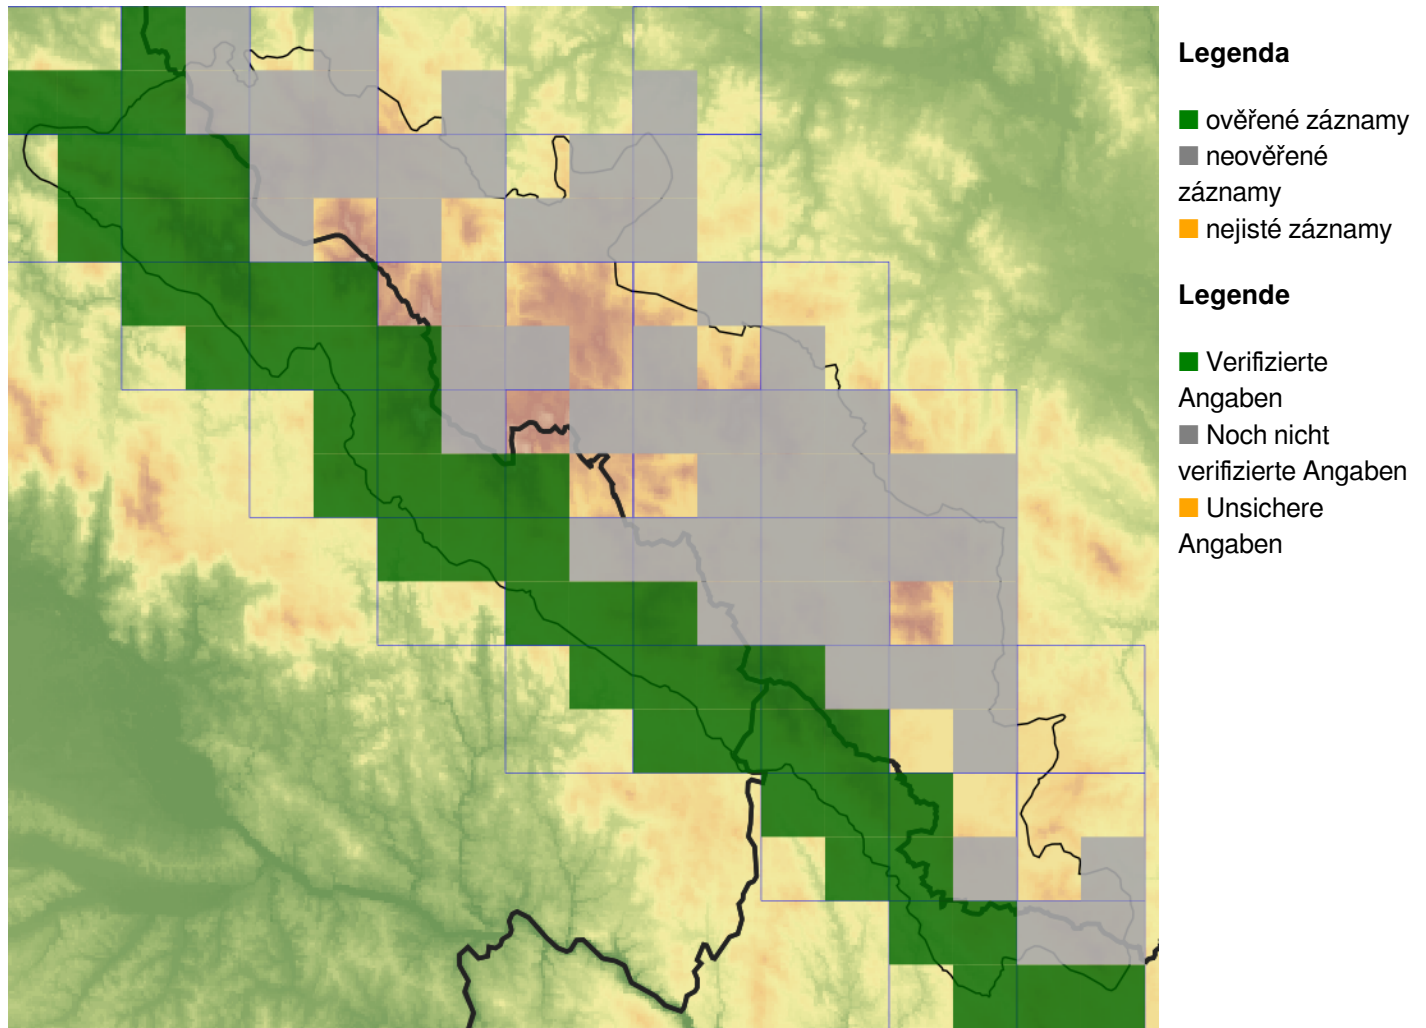 Legenda
ověřené záznamy
neověřené
záznamy
nejisté záznamy
Legende
Verifizierte
Angaben
Noch nicht
verifizierte Angaben
Unsichere
Angaben